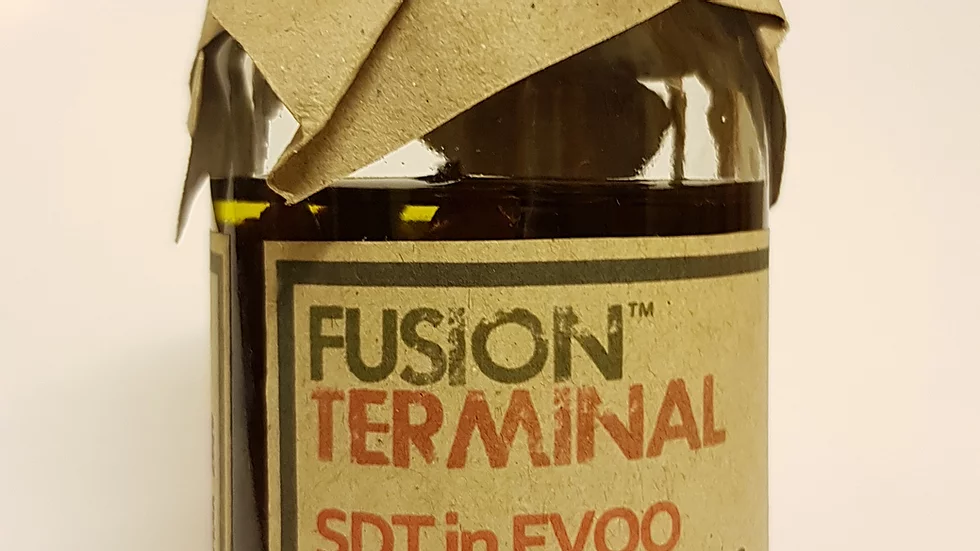 FUSION™
TERMINAL
SDT in EVOO